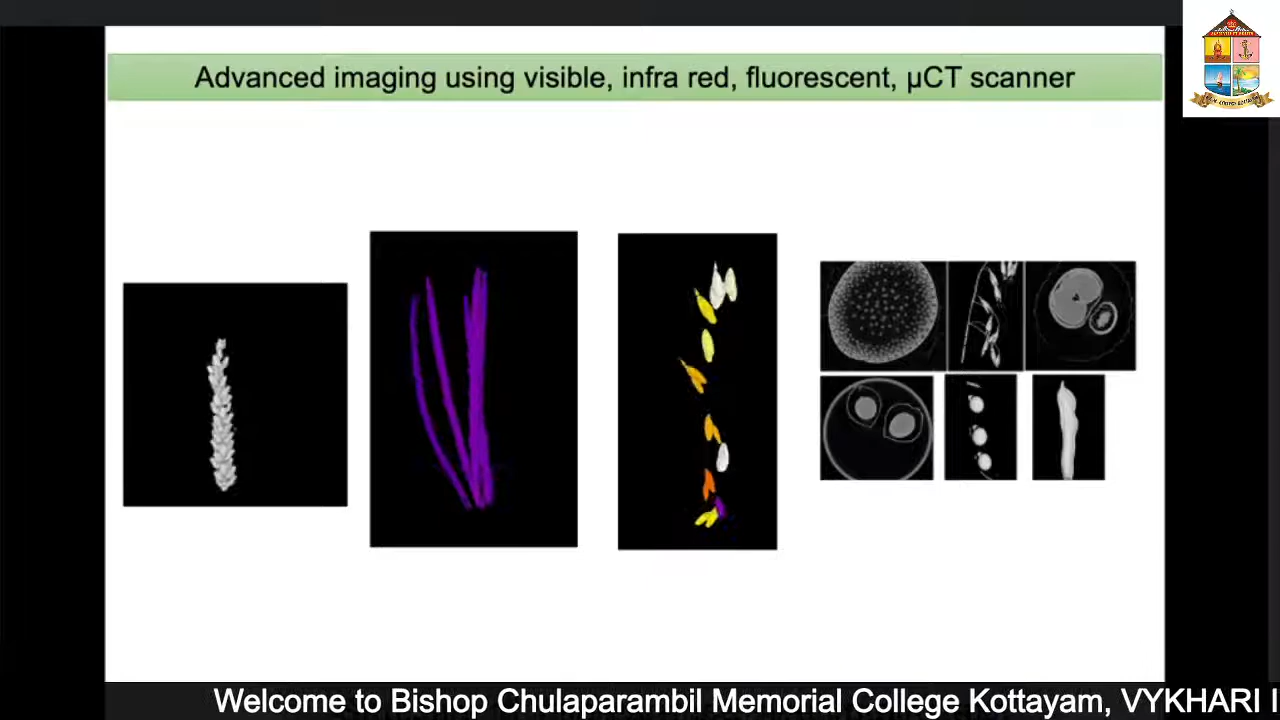 Advanced imaging using visible, infra red, fluorescent, µCT scanner
Welcome to Bishop Chulaparambil Memorial College Kottayam, VYKHARI I